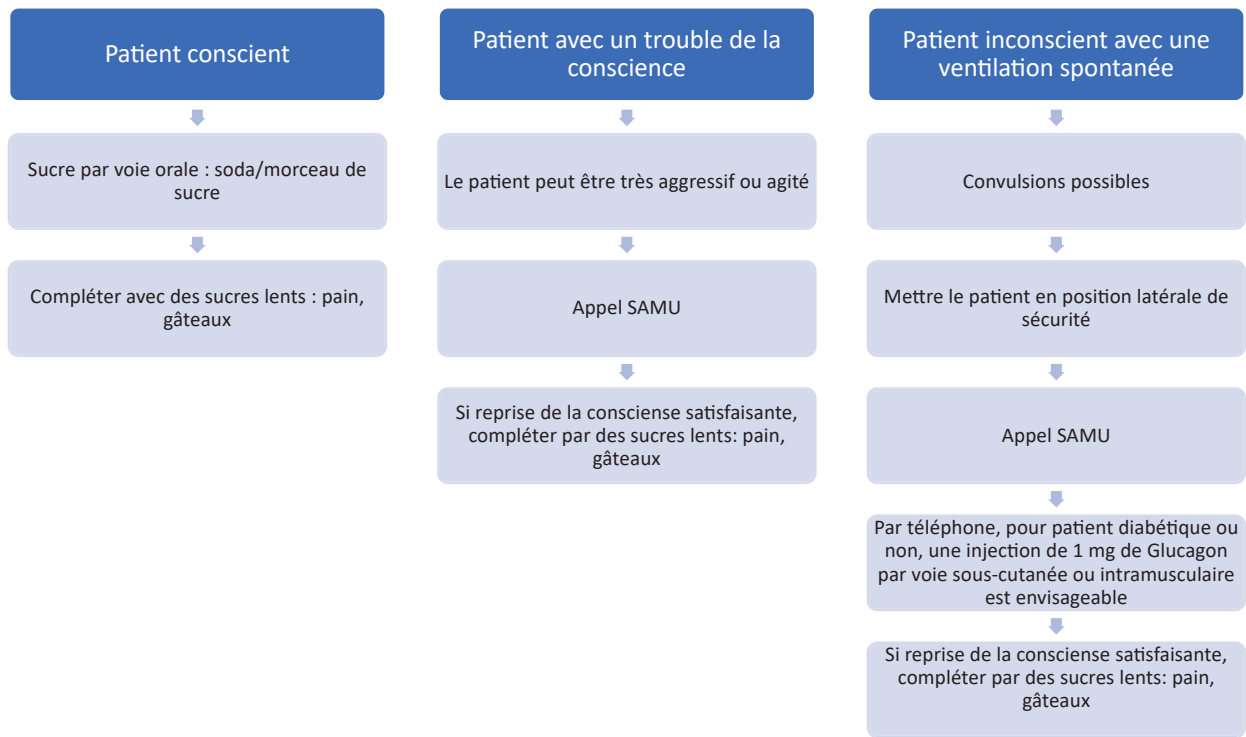 Patient conscient
Sucre par voie orale : soda/morceau de
sucre
Compléter avec des sucres lents : pain,
gâteaux
Patient avec un trouble de la
conscience
Le patient peut être très aggressif ou agité
Appel SAMU
Si reprise de la consciense satisfaisante,
compléter par des sucres lents: pain,
gâteaux
Patient inconscient avec une
ventilation spontanée
Convulsions possibles
Mettre le patient en position latérale de
sécurité
Appel SAMU
Par téléphone, pour patient diabétique ou
non, une injection de 1 mg de Glucagon
par voie sous-cutanée ou intramusculaire
est envisageable
Si reprise de la consciense satisfaisante,
compléter par des sucres lents: pain,
gâteaux